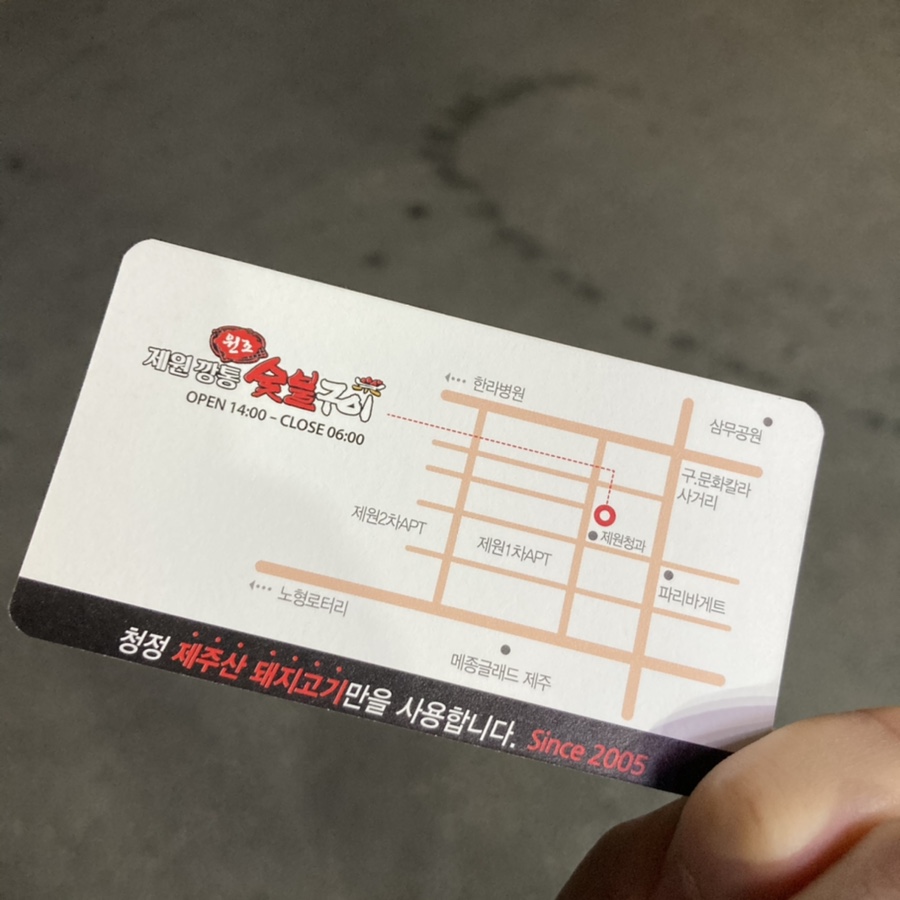 원조
제원 깡통 숯불구이
OPEN 14:00 – CLOSE 06:00
한라병원
삼무공원
구.문화칼라
사거리
제원2차APT
제원1차APT
제원청과
파리바게트
노형로터리
메종글래드 제주
청정 제주산 돼지고기만을 사용합니다. Since 2005